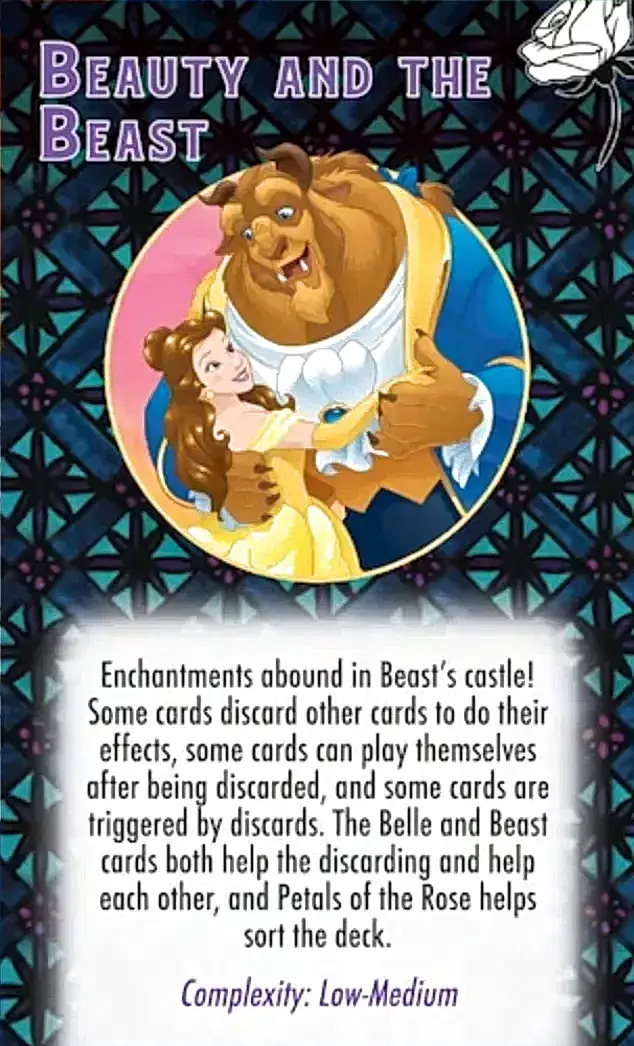 BEAUTY AND THE
BEAST
Enchantments abound in Beast's castle!
Some cards discard other cards to do their
effects, some cards can play themselves
after being discarded, and some cards are
triggered by discards. The Belle and Beast
cards both help the discarding and help
each other, and Petals of the Rose helps
sort the deck.
Complexity: Low-Medium